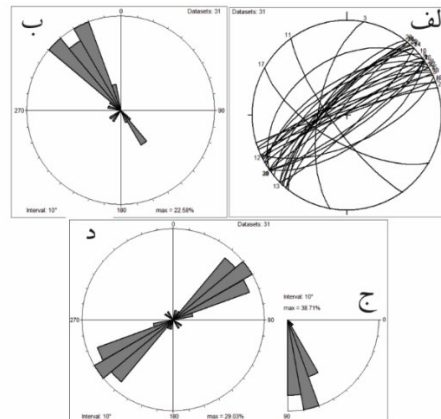 ب
0
Datasets: 31
270
90
180
Interval: 10°
max = 22.58%
الف
Datasets: 31
3
11
17
12
13
د
0
Datasets: 31
270
90
180
Interval: 10°
max = 29.03%
ج
Interval: 10°
max = 38.71%
0
90